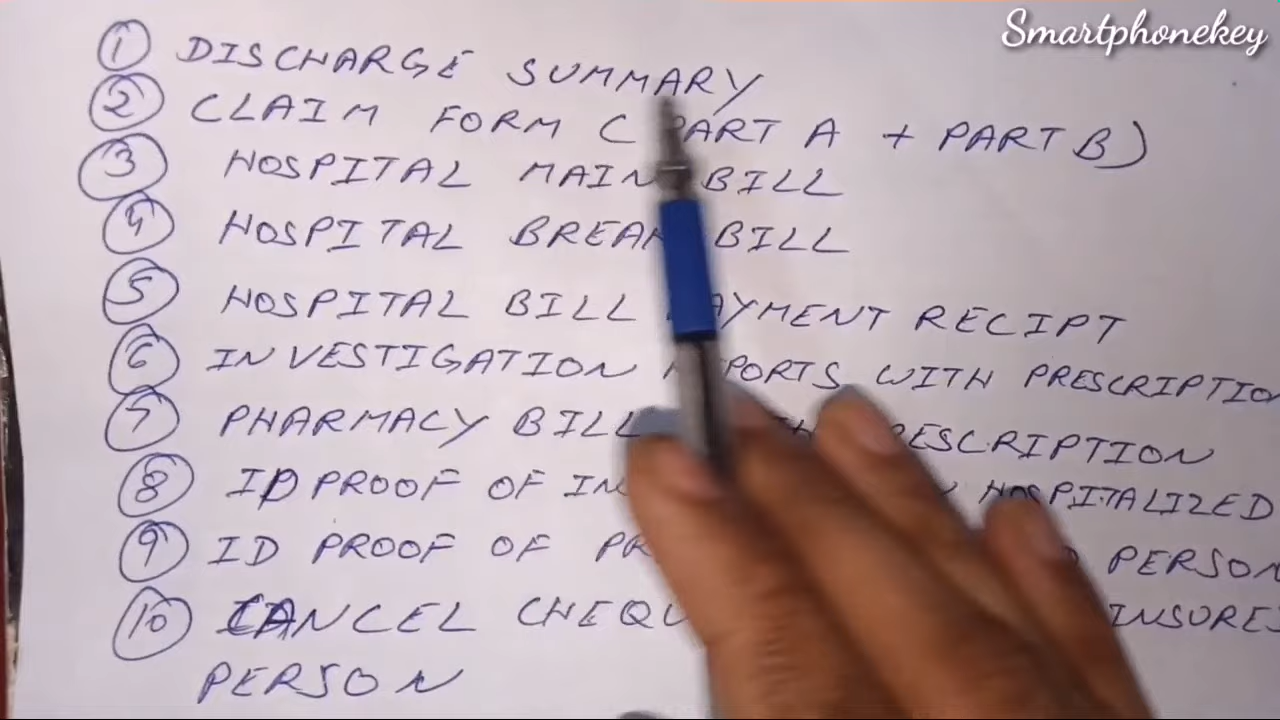 Smartphonekey
1 DISCHARGE SUMMARY
2 CLAIM FORM ( PART A + PART B)
3 HOSPITAL MAIN BILL
4 HOSPITAL BREAK BILL
5 HOSPITAL BILL PAYMENT RECIPT
6 INVESTIGATION REPORTS WITH PRESCRIPTION
7 PHARMACY BILL PRESCRIPTION
8 ID PROOF OF HOSPITALIZED
9 ID PROOF OF PERSON
10 CANCEL CHEQU INSURES
PERSON